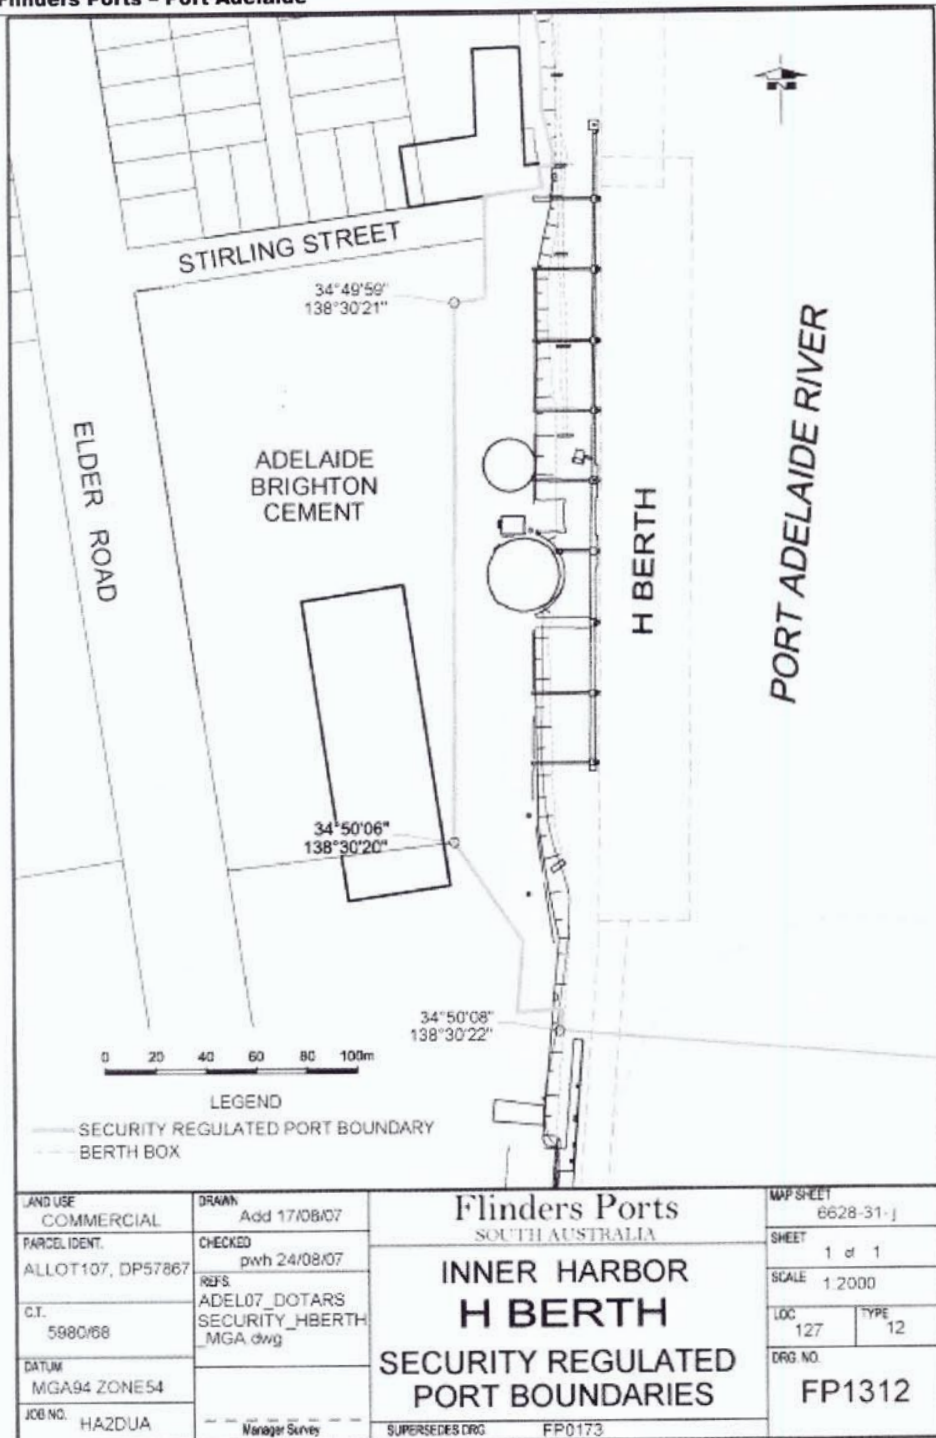 Flinders Ports – Port Adelaide
STIRLING STREET
34°49'59"
138°30'21"
ELDER ROAD
ADELAIDE
BRIGHTON
CEMENT
H BERTH
PORT ADELAIDE RIVER
34°50'06"
138°30'20"
34°50'08"
138°30'22"
0 20 40 60 80 100m
LEGEND
SECURITY REGULATED PORT BOUNDARY
BERTH BOX
LAND USE
COMMERCIAL
PARCEL IDENT.
ALLOT107, DP57867
C.T.
5980/68
DATUM
MGA94 ZONE54
JOB NO. HA2DUA
DRAWN
Add 17/08/07
CHECKED
pwh 24/08/07
REFS.
ADEL07_DOTARS
SECURITY_HBERTH
_MGA.dwg
Manager Survey
Flinders Ports
SOUTH AUSTRALIA
INNER HARBOR
H BERTH
SECURITY REGULATED
PORT BOUNDARIES
SUPERSEDES DRG. FP0173
MAP SHEET
6628-31-j
SHEET
1 of 1
SCALE 1:2000
LOC
127
TYPE
12
DRG. NO.
FP1312